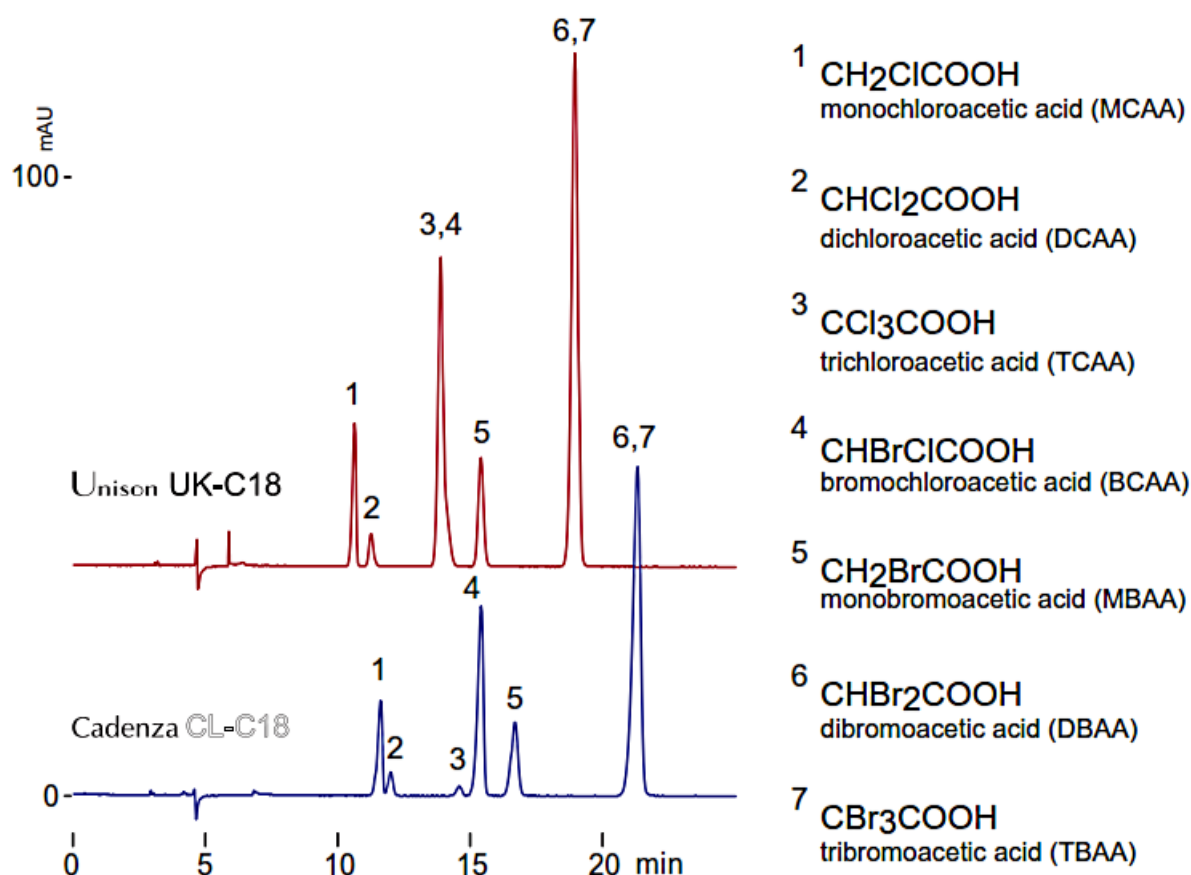 mAU
100
6,7
3,4
1
2
5
Unison UK-C18
6,7
4
1
2
3
5
Cadenza CL-C18
0
0 5 10 15 20 min
1
CH2ClCOOH
monochloroacetic acid (MCAA)
2
CHCl2COOH
dichloroacetic acid (DCAA)
3
CCl3COOH
trichloroacetic acid (TCAA)
4
CHBrClCOOH
bromochloroacetic acid (BCAA)
5
CH2BrCOOH
monobromoacetic acid (MBAA)
6
CHBr2COOH
dibromoacetic acid (DBAA)
7
CBr3COOH
tribromoacetic acid (TBAA)